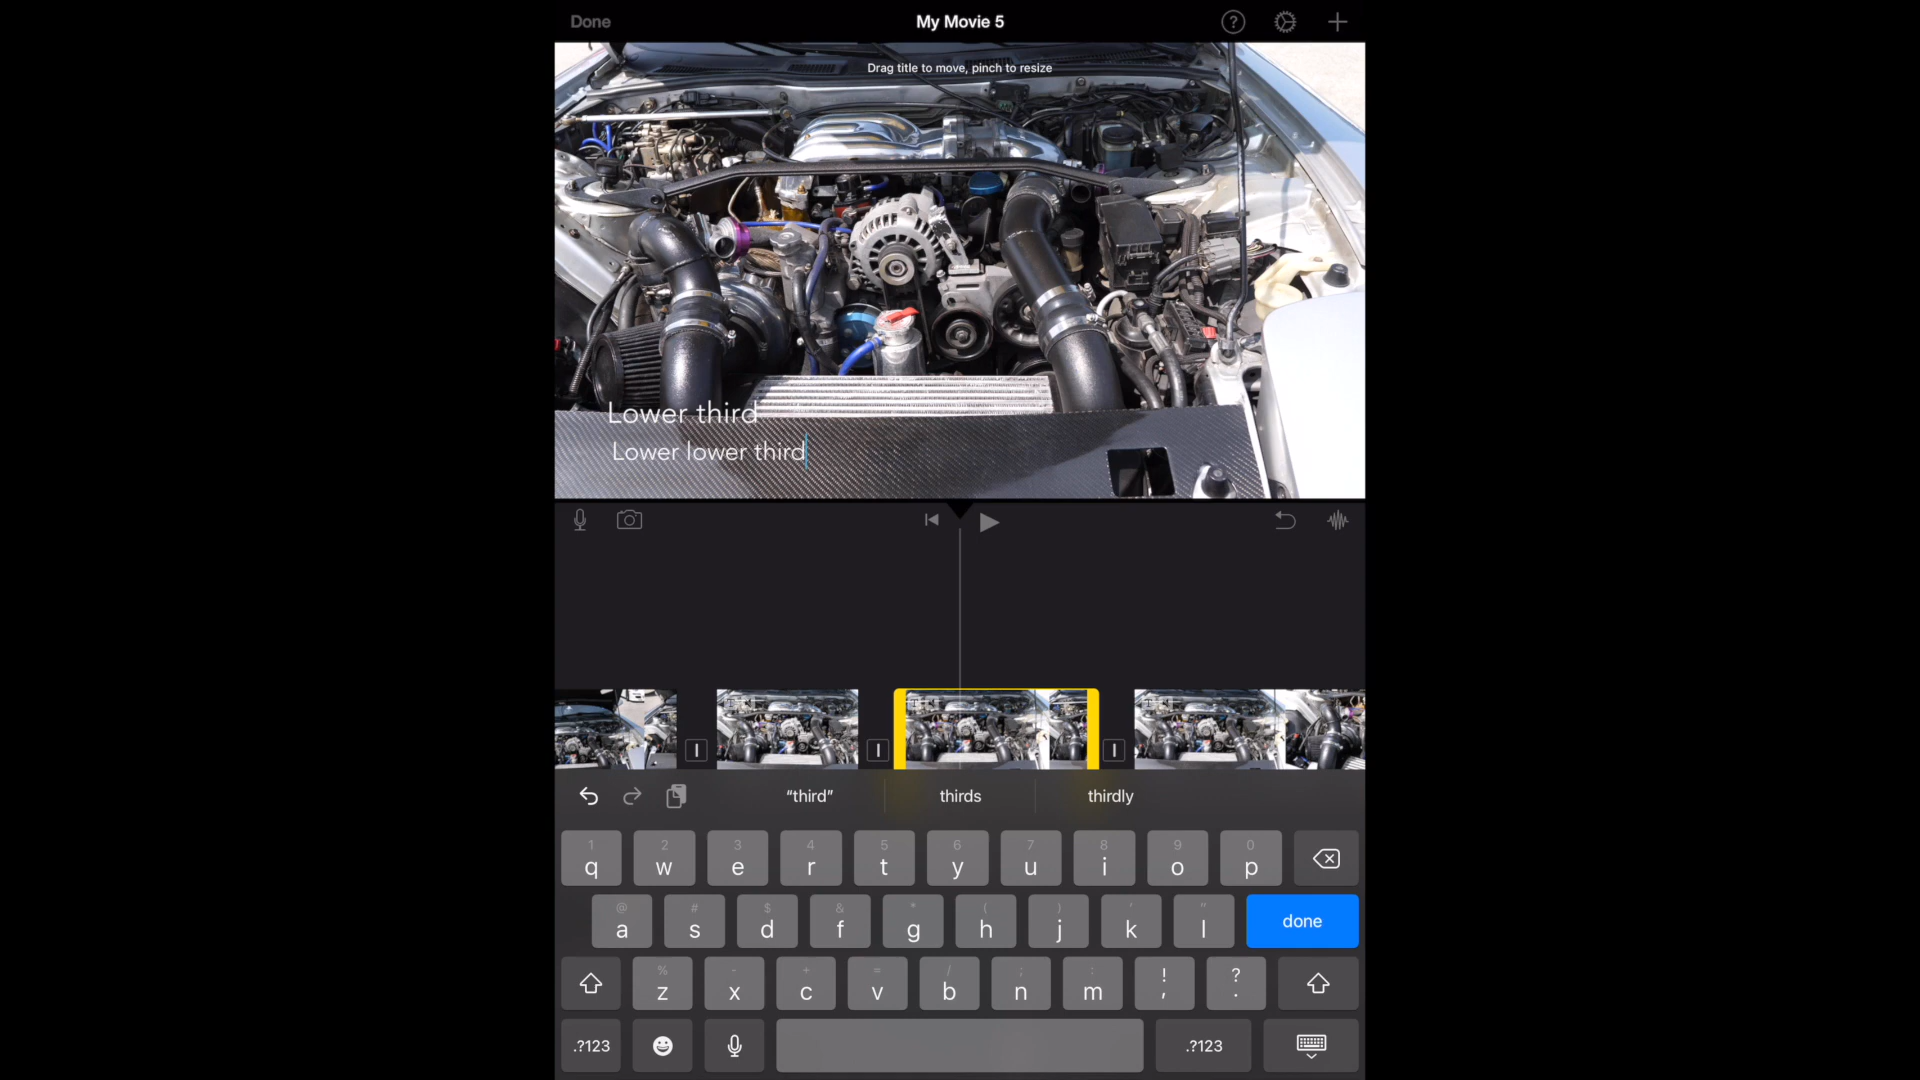 Done
My Movie 5
?
Drag title to move, pinch to resize
Lower third
Lower lower third
“third” thirds thirdly
1 2 3 4 5 6 7 8 9 0
q w e r t y u i o p
@ # $ & * ( ) ' "
a s d f g h j k l done
% - + = / ; : ! ?
z x c v b n m , .
.?123 .?123